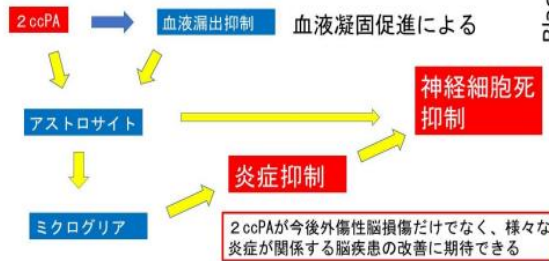 2ccPA
血液漏出抑制
血液凝固促進による
アストロサイト
神経細胞死
抑制
炎症抑制
ミクログリア
2ccPAが今後外傷性脳損傷だけでなく、様々な
炎症が関係する脳疾患の改善に期待できる